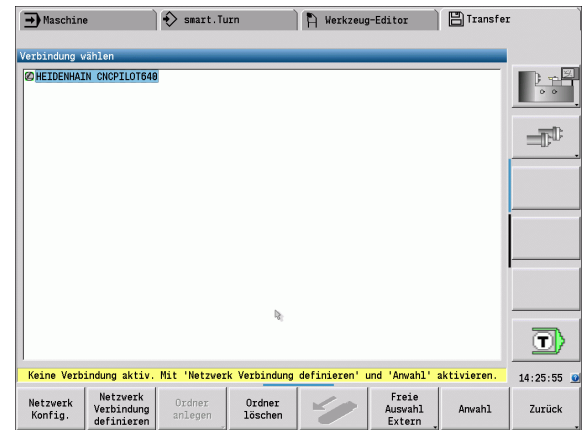 Maschine
smart.Turn
Werkzeug-Editor
Transfer
Verbindung wählen
HEIDENHAIN CNCPILOT640
T
Keine Verbindung aktiv. Mit 'Netzwerk Verbindung definieren' und 'Anwahl' aktivieren.
14:25:55
Netzwerk
Konfig.
Netzwerk
Verbindung
definieren
Ordner
anlegen
Ordner
löschen
Freie
Auswahl
Extern
Anwahl
Zurück